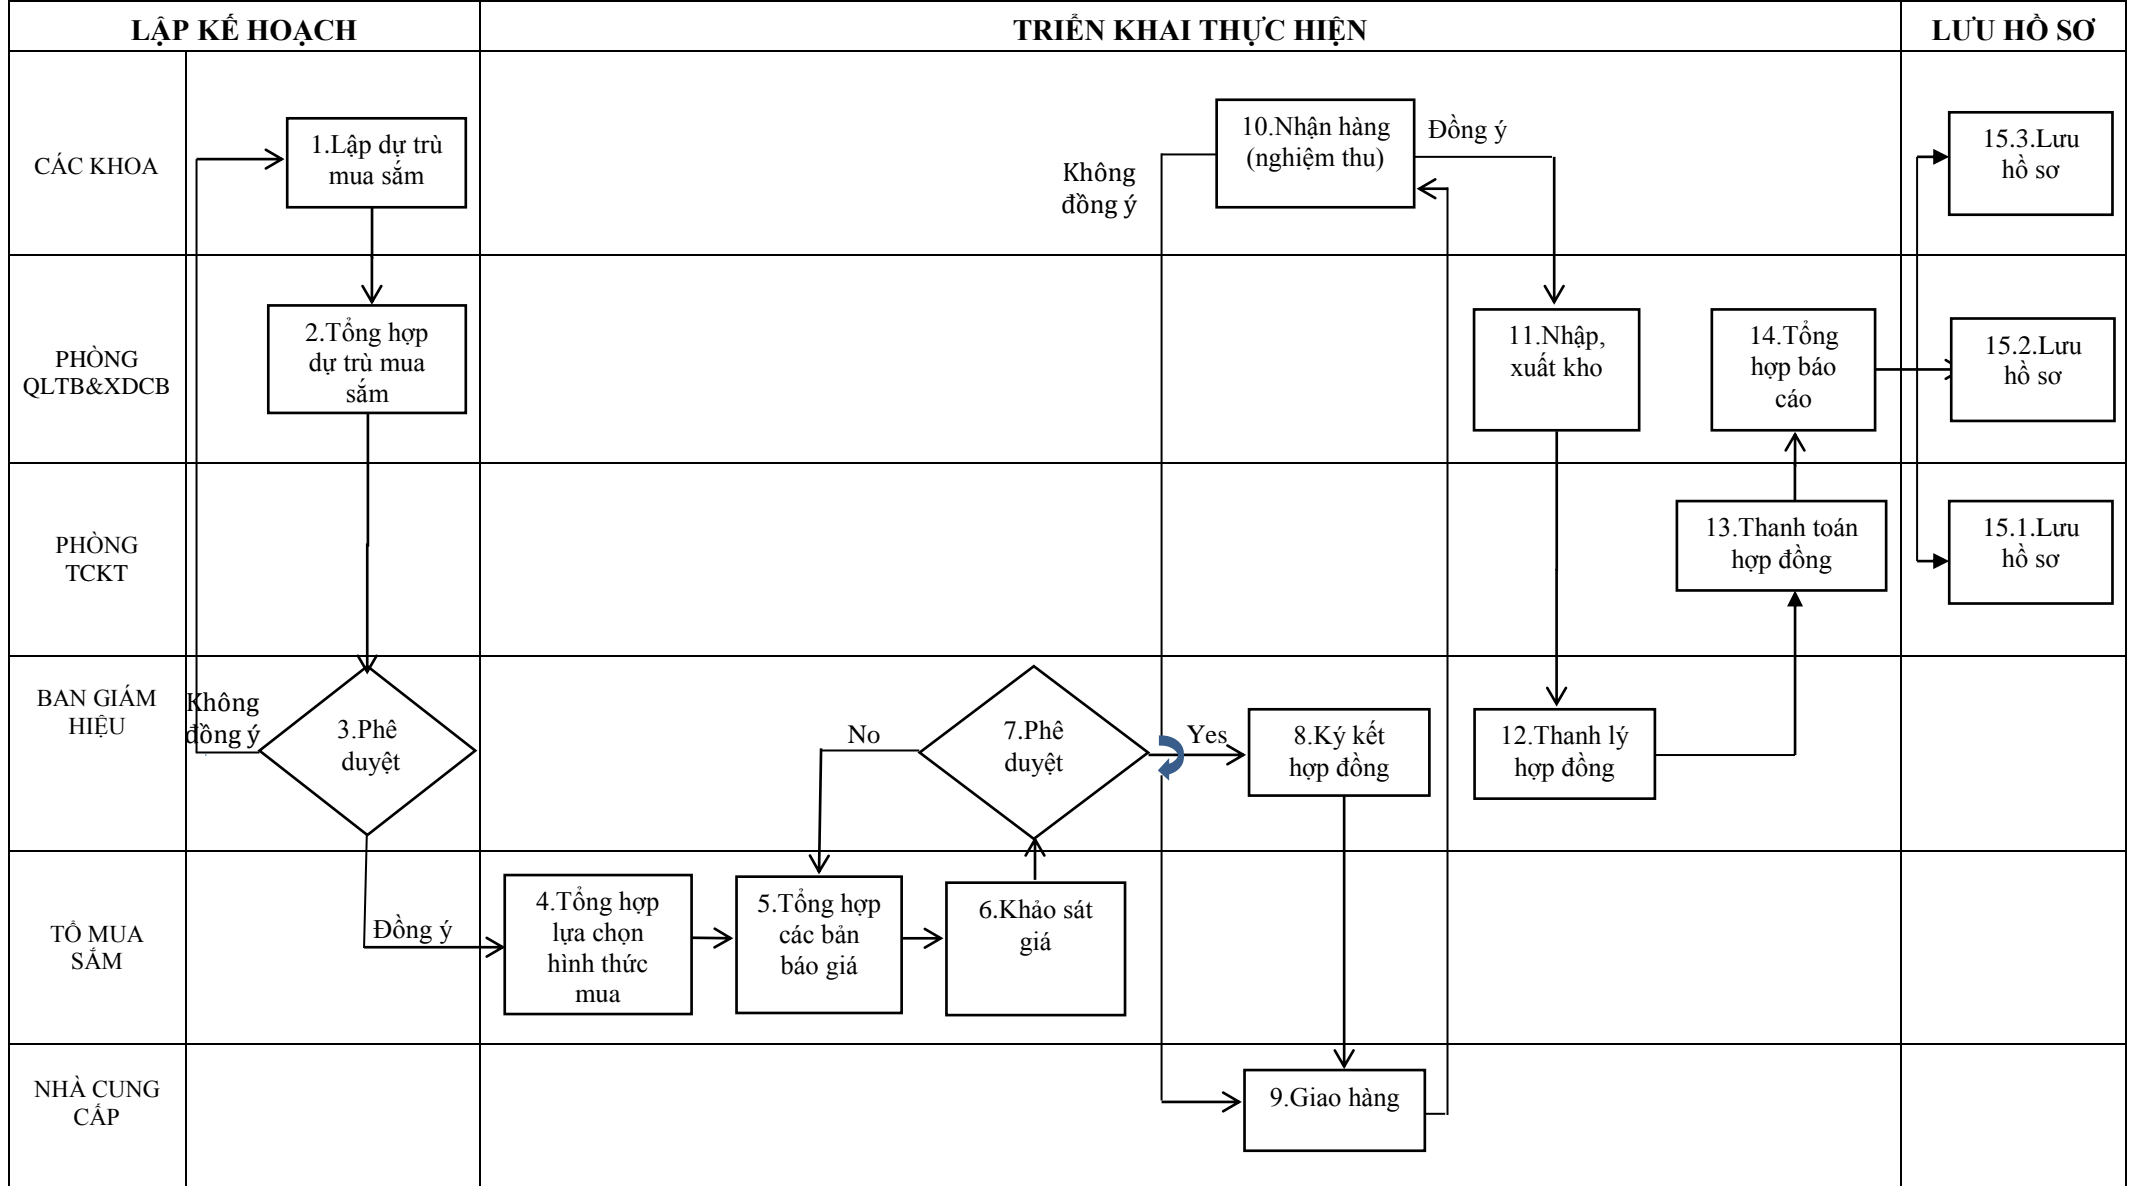 LẬP KẾ HOẠCH
TRIỂN KHAI THỰC HIỆN
LƯU HỒ SƠ
CÁC KHOA
1.Lập dự trù
mua sắm
Không
đồng ý
10.Nhận hàng
(nghiệm thu)
Đồng ý
15.3.Lưu
hồ sơ
PHÒNG
QLTB&XDCB
2.Tổng hợp
dự trù mua
sắm
11.Nhập,
xuất kho
14.Tổng
hợp báo
cáo
15.2.Lưu
hồ sơ
PHÒNG
TCKT
13.Thanh toán
hợp đồng
15.1.Lưu
hồ sơ
BAN GIÁM
HIỆU
Không
đồng ý
3.Phê
duyệt
No
7.Phê
duyệt
Yes
8.Ký kết
hợp đồng
12.Thanh lý
hợp đồng
TỔ MUA
SẮM
Đồng ý
4.Tổng hợp
lựa chọn
hình thức
mua
5.Tổng hợp
các bản
báo giá
6.Khảo sát
giá
NHÀ CUNG
CẤP
9.Giao hàng